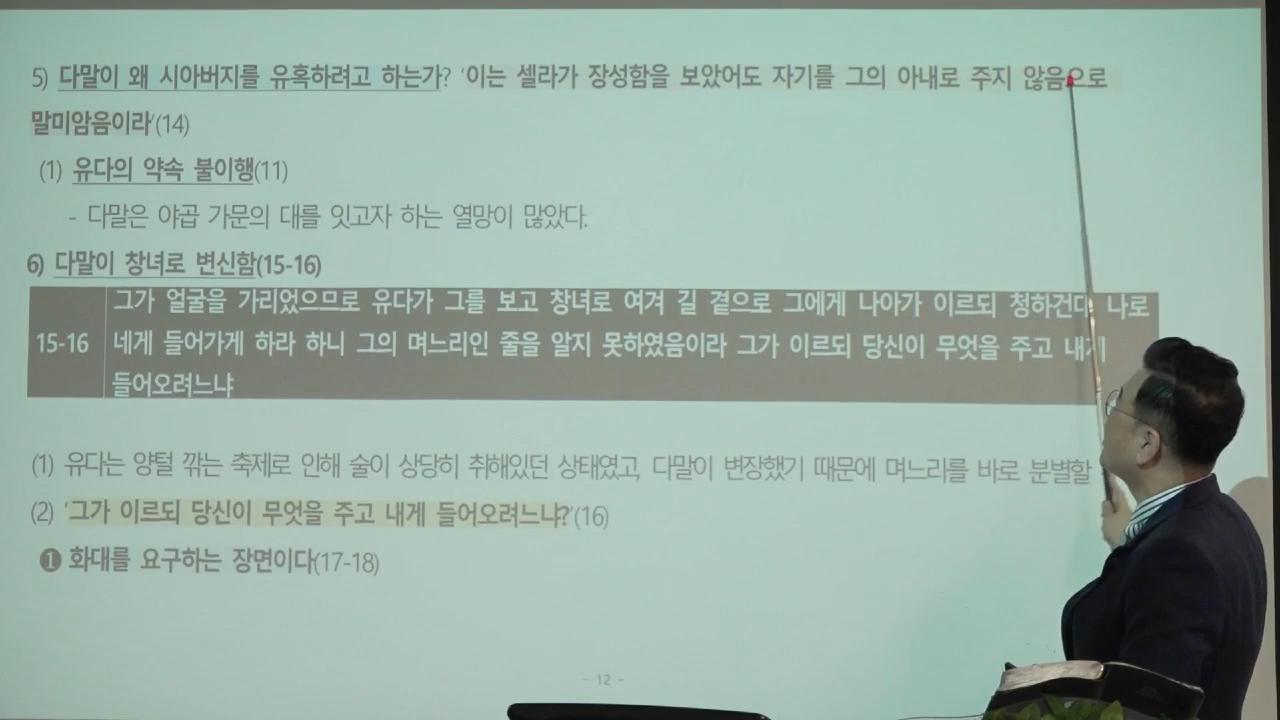 5) 다말이 왜 시아버지를 유혹하려고 하는가? '이는 셀라가 장성함을 보았어도 자기를 그의 아내로 주지 않음으로
말미암음이라'(14)
(1) 유다의 약속 불이행(11)
- 다말은 야곱 가문의 대를 잇고자 하는 열망이 많았다.
6) 다말이 창녀로 변신함(15-16)
그가 얼굴을 가리었으므로 유다가 그를 보고 창녀로 여겨 길 곁으로 그에게 나아가 이르되 청하건대 나로
15-16 네게 들어가게 하라 하니 그의 며느리인 줄을 알지 못하였음이라 그가 이르되 당신이 무엇을 주고 내게
들어오려느냐
(1) 유다는 양털 깎는 축제로 인해 술이 상당히 취해있던 상태였고, 다말이 변장했기 때문에 며느리를 바로 분별할
(2) '그가 이르되 당신이 무엇을 주고 내게 들어오려느냐?'(16)
❶ 화대를 요구하는 장면이다(17-18)
- 12 -